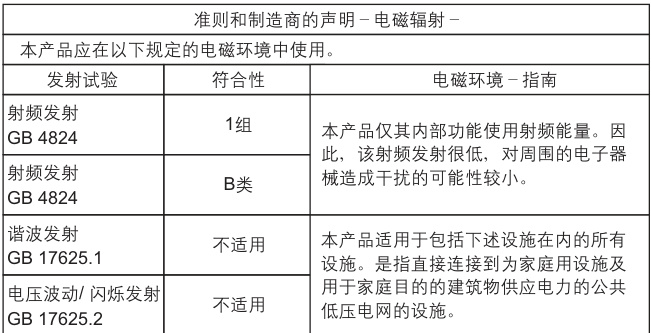 准则和制造商的声明－电磁辐射－
本产品应在以下规定的电磁环境中使用。
发射试验
符合性
电磁环境－指南
射频发射
GB 4824
1组
本产品仅其内部功能使用射频能量。因
此，该射频发射很低，对周围的电子器
械造成干扰的可能性较小。
射频发射
GB 4824
B类
谐波发射
GB 17625.1
不适用
本产品适用于包括下述设施在内的所有
设施。是指直接连接到为家庭用设施及
用于家庭目的的建筑物供应电力的公共
低压电网的设施。
电压波动/ 闪烁发射
GB 17625.2
不适用